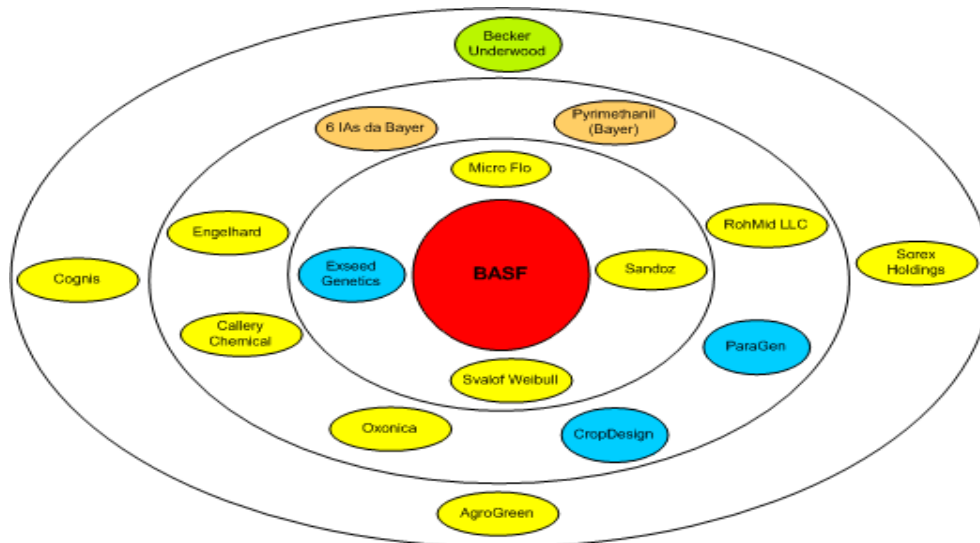 Becker
Underwood
6 IAs da Bayer
Pyrimethanil
(Bayer)
Micro Flo
Engelhard
RohMid LLC
Cognis
Exseed
Genetics
BASF
Sandoz
Sorex
Holdings
Callery
Chemical
ParaGen
Svalof Weibull
Oxonica
CropDesign
AgroGreen